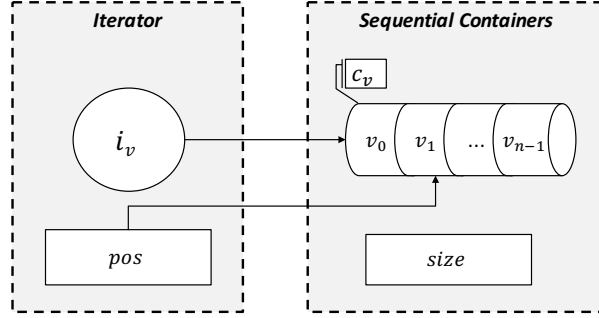 Iterator
Sequential Containers
c_v
i_v
v_0 v_1 ... v_{n-1}
pos
size